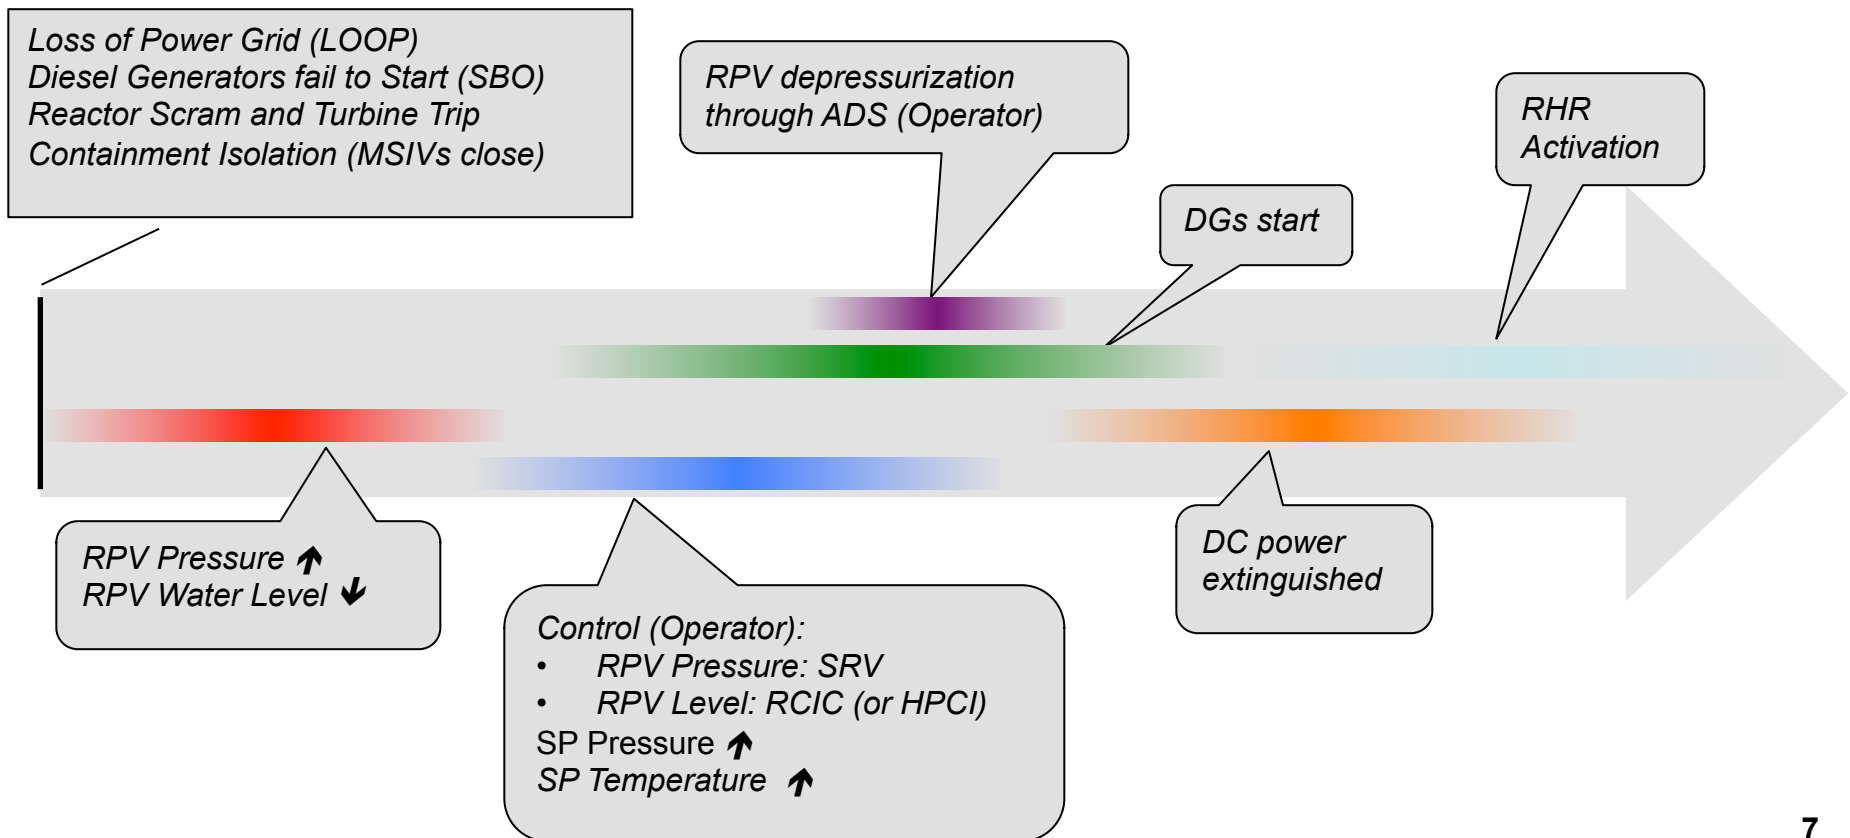 Loss of Power Grid (LOOP)
Diesel Generators fail to Start (SBO)
Reactor Scram and Turbine Trip
Containment Isolation (MSIVs close)
RPV depressurization
through ADS (Operator)
RHR
Activation
DGs start
RPV Pressure ↑
RPV Water Level ↓
Control (Operator):
• RPV Pressure: SRV
• RPV Level: RCIC (or HPCI)
SP Pressure ↑
SP Temperature ↑
DC power
extinguished
7